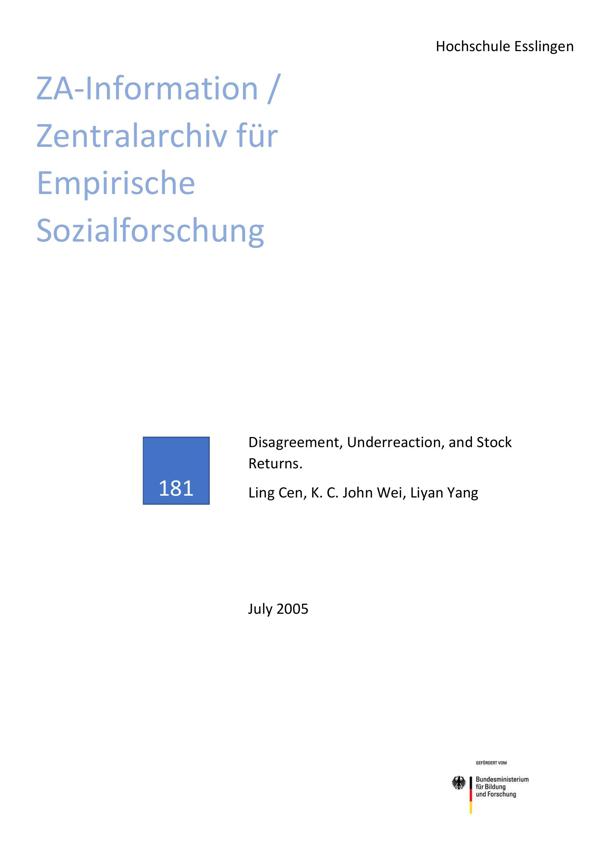 Hochschule Esslingen
ZA-Information /
Zentralarchiv für
Empirische
Sozialforschung
181
Disagreement, Underreaction, and Stock
Returns.
Ling Cen, K. C. John Wei, Liyan Yang
July 2005
GEFÖRDERT VOM
Bundesministerium
für Bildung
und Forschung